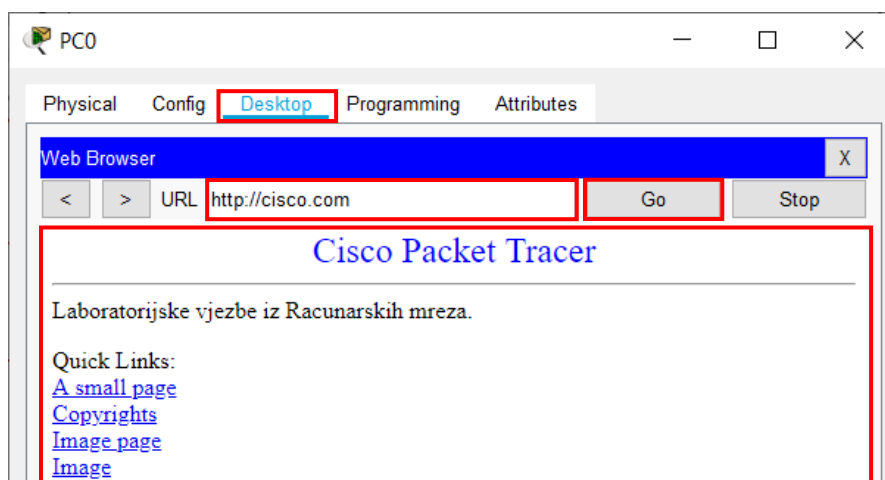 PC0
Physical Config Desktop Programming Attributes
Web Browser X
< > URL http://cisco.com Go Stop
Cisco Packet Tracer
Laboratorijske vjezbe iz Racunarskih mreza.
Quick Links:
A small page
Copyrights
Image page
Image